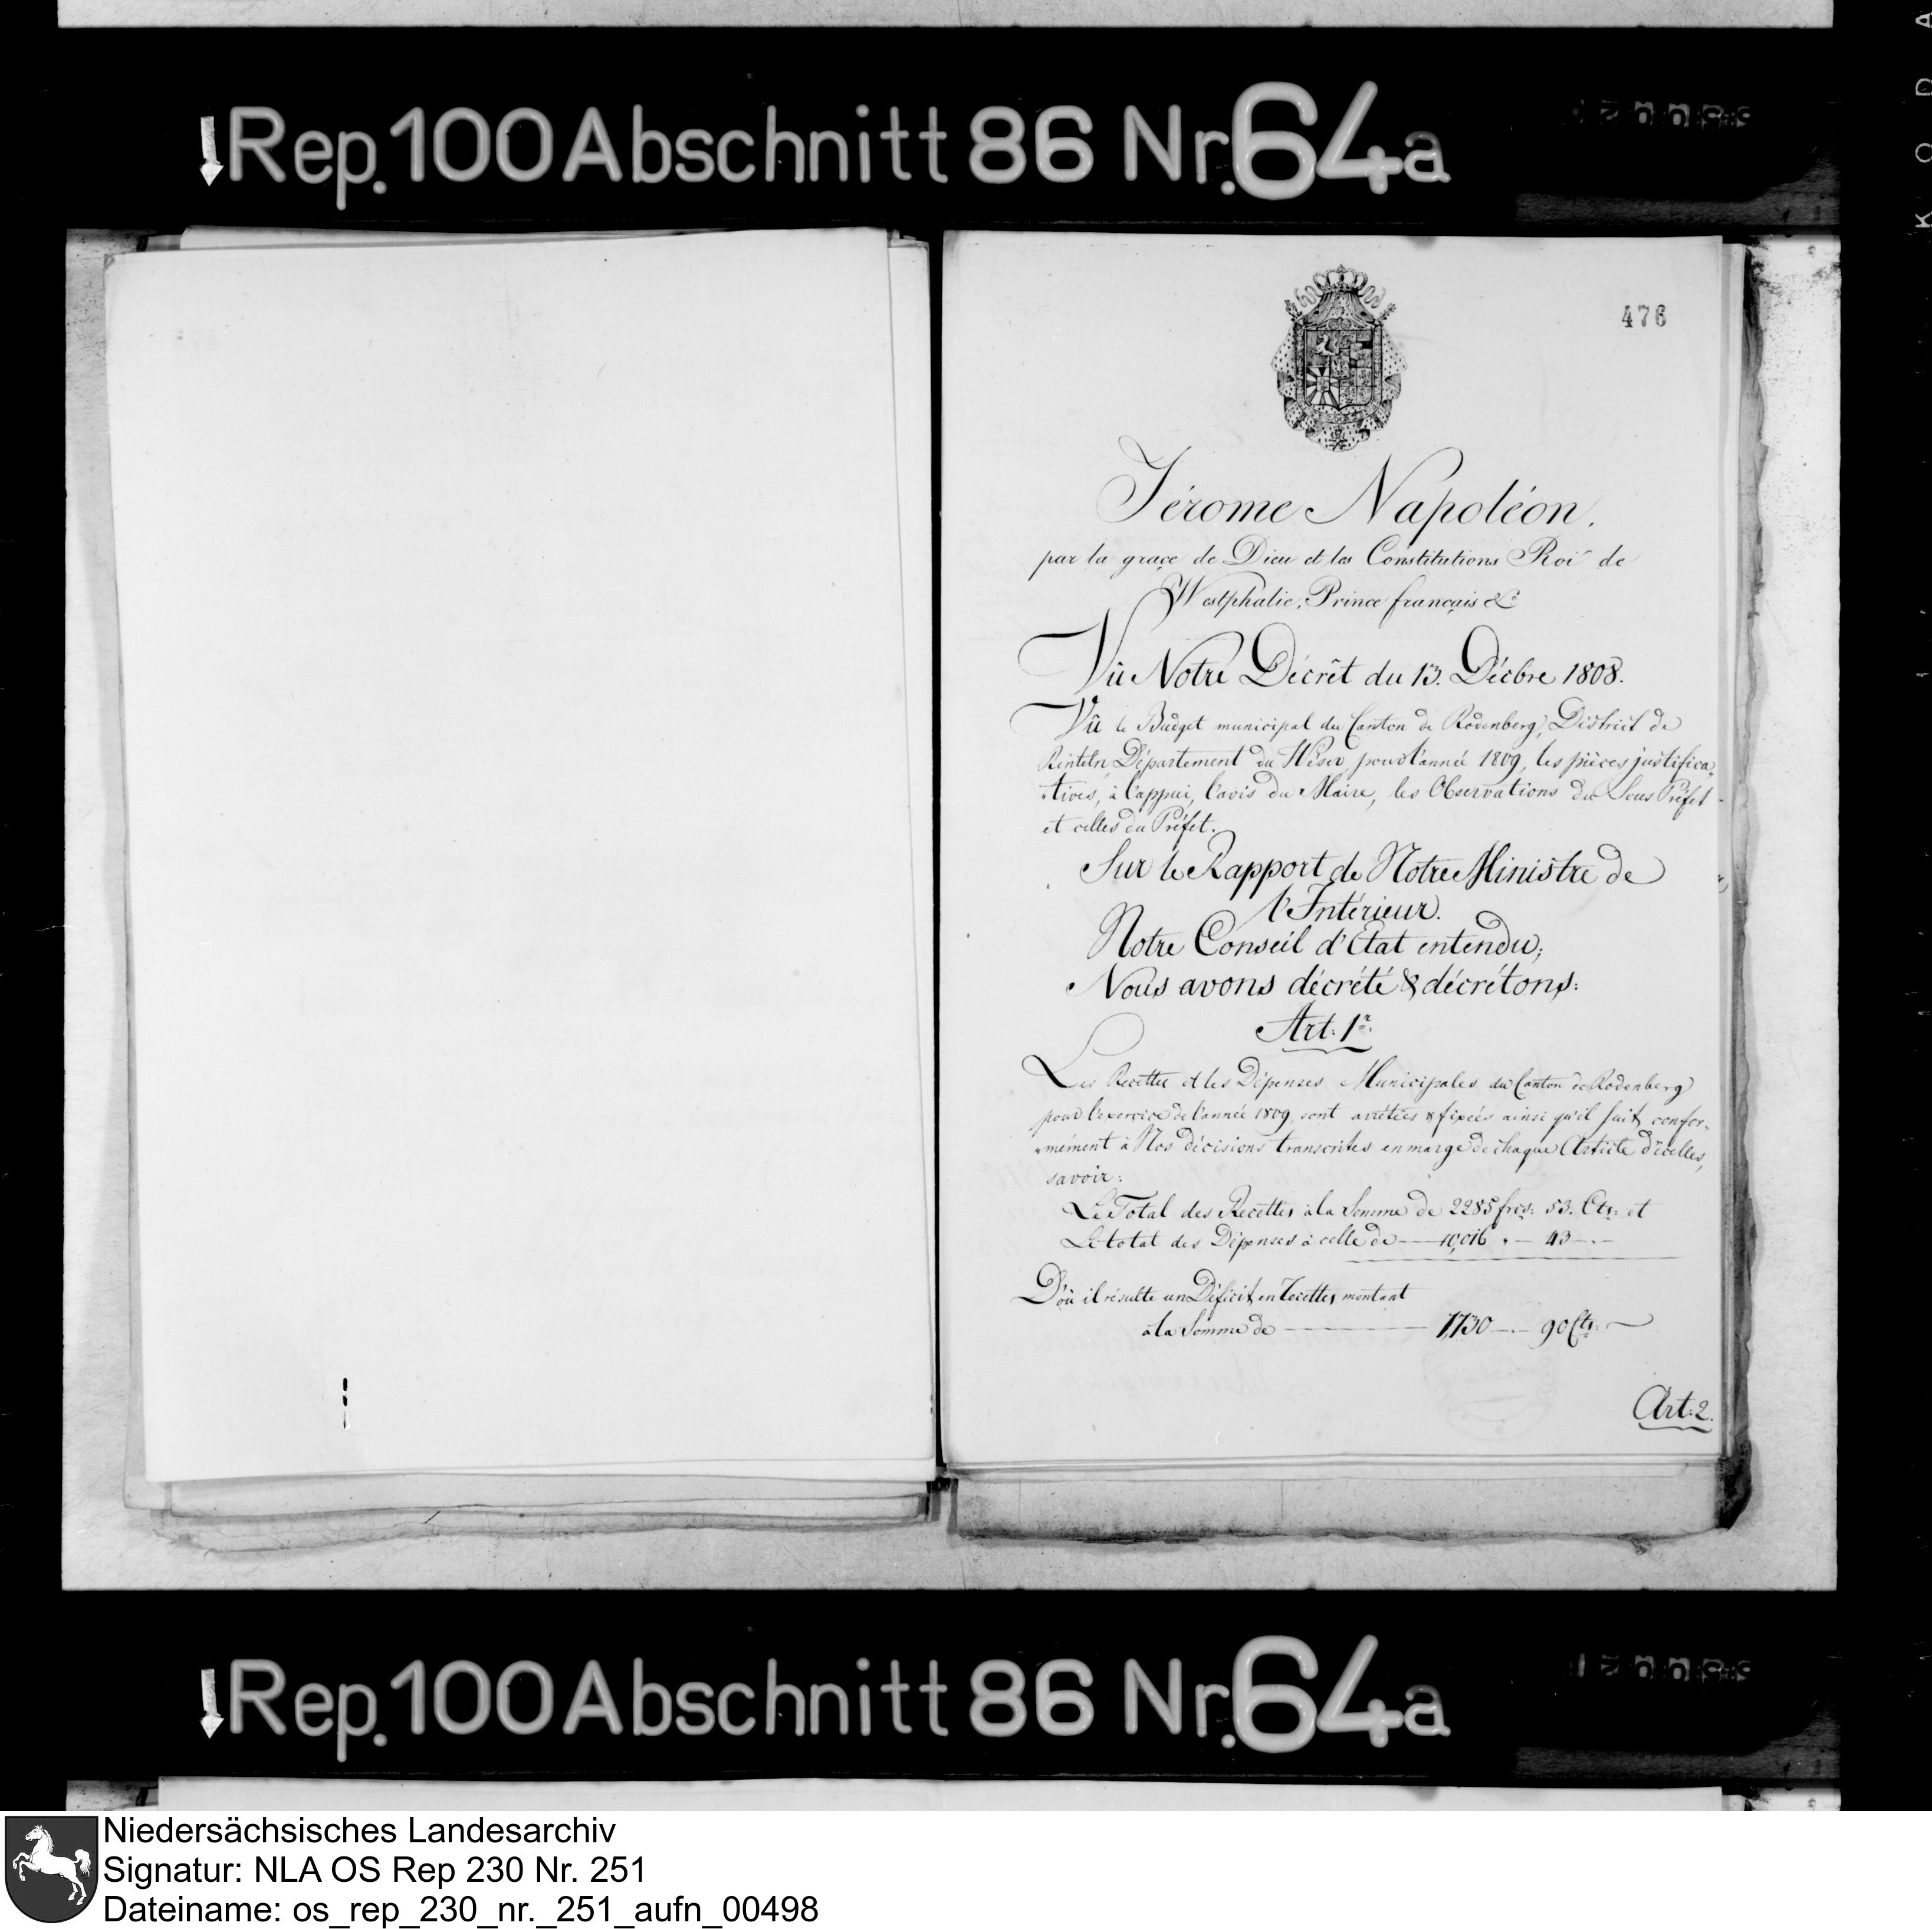 KODA
Rep. 100 Abschnitt 86 Nr. 64a
476
Jérome Napoléon,
par la graçe de Dieu et les Constitutions Roi de
Westphalie, Prince français &c
Vû Notre Décrêt du 13. Décbre 1808.
Vû le Budget municipal du Canton de Rodenberg, District de
Rinteln, Département du Weser, pour l'année 1809, les pièces justifica„
„tives, à l'appui, l'avis du Maire, les Observations du Sous Préfet
et celles du Préfet.
Sur le Rapport de Notre Ministre de
l'Intérieur.
Notre Conseil d'Etat entendu;
Nous avons décrété & décrétons:
Art: 1r:
Les Recettes et les Dépenses Municipales du Canton de Rodenberg
pour l'exercice de l'année 1809, sont arrêtées & fixées ainsi qu'il suit, confor„
„mément à Nos décisions transcrites en marge de chaque Article d'icelles,
savoir:
Le Total des Recettes à la Somme de 2285 frcs: 53. Cts: et
Le total des Dépenses à celle de — 43 —
D'où il résulte un Déficit en Recettes montant
à la Somme de — 90 Cts:
Art: 2.
Rep. 100 Abschnitt 86 Nr. 64a
Niedersächsisches Landesarchiv
Signatur: NLA OS Rep 230 Nr. 251
Dateiname: os_rep_230_nr._251_aufn_00498